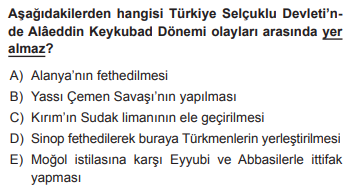 Aşağıdakilerden hangisi Türkiye Selçuklu Devleti’n-
de Alâeddin Keykubad Dönemi olayları arasında yer
almaz?
A) Alanya’nın fethedilmesi
B) Yassı Çemen Savaşı’nın yapılması
C) Kırım’ın Sudak limanının ele geçirilmesi
D) Sinop fethedilerek buraya Türkmenlerin yerleştirilmesi
E) Moğol istilasına karşı Eyyubi ve Abbasilerle ittifak
yapması